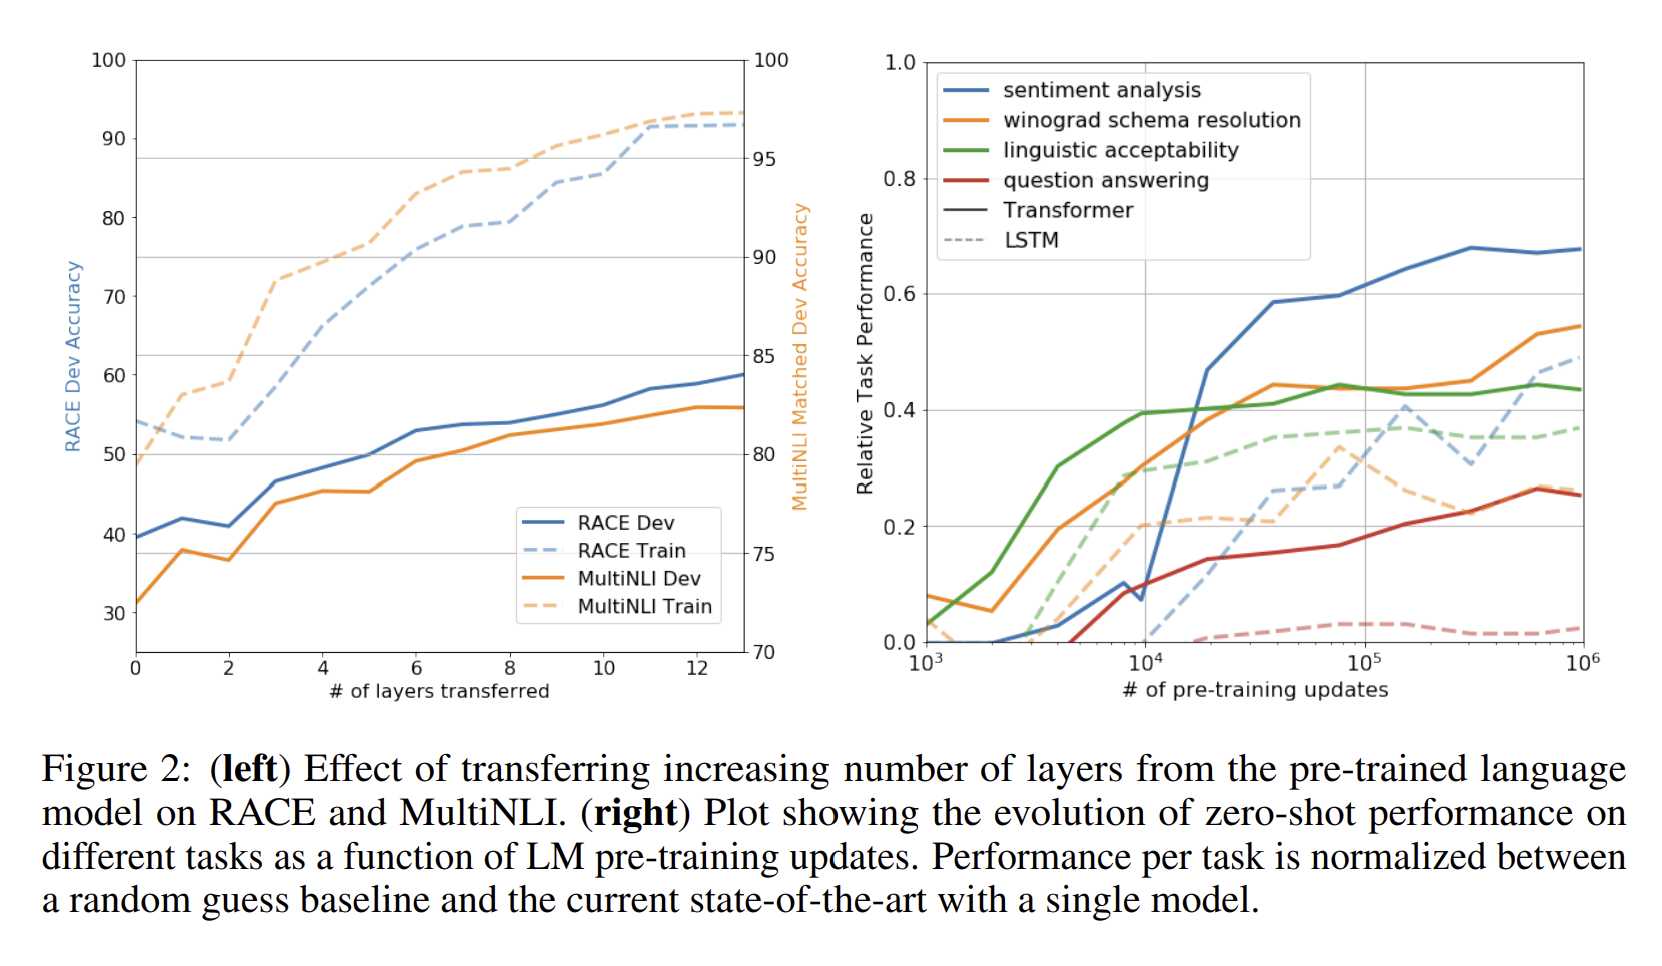 100
90
80
70
60
50
40
30
RACE Dev Accuracy
100
95
90
85
80
75
70
MultiNLI Matched Dev Accuracy
RACE Dev
RACE Train
MultiNLI Dev
MultiNLI Train
0 2 4 6 8 10 12
# of layers transferred
1.0
0.8
0.6
0.4
0.2
0.0
Relative Task Performance
sentiment analysis
winograd schema resolution
linguistic acceptability
question answering
Transformer
LSTM
10³ 10⁴ 10⁵ 10⁶
# of pre-training updates
Figure 2: (left) Effect of transferring increasing number of layers from the pre-trained language
model on RACE and MultiNLI. (right) Plot showing the evolution of zero-shot performance on
different tasks as a function of LM pre-training updates. Performance per task is normalized between
a random guess baseline and the current state-of-the-art with a single model.